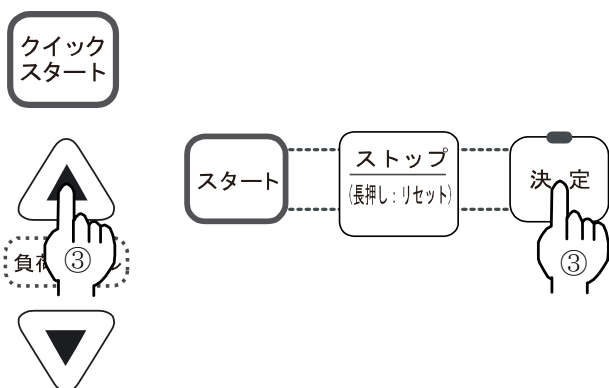 クイック
スタート
スタート
ストップ
(長押し：リセット)
決定
負
③
③